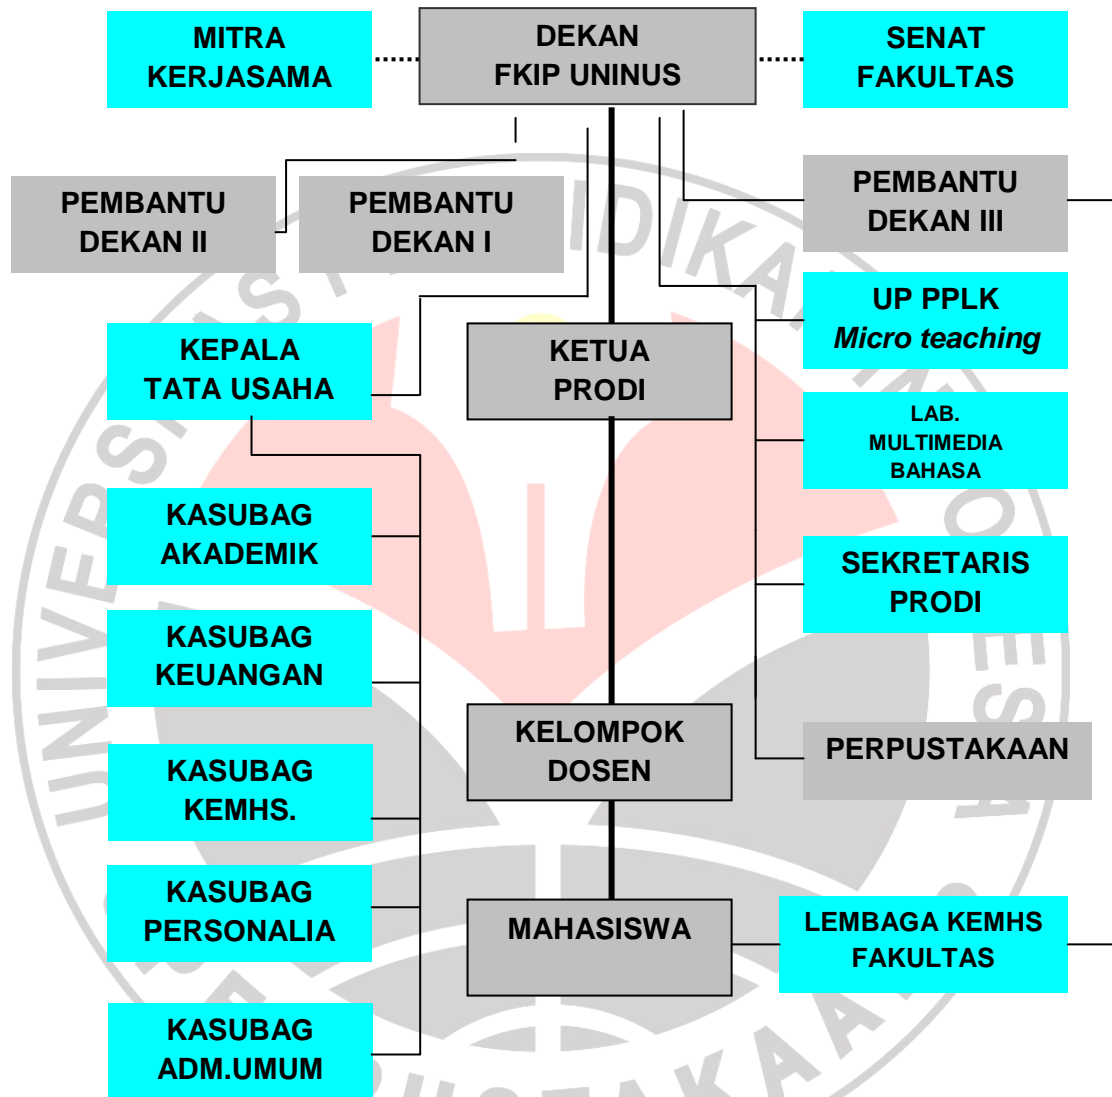 MITRA
KERJASAMA
DEKAN
FKIP UNINUS
SENAT
FAKULTAS
PEMBANTU
DEKAN II
PEMBANTU
DEKAN I
PEMBANTU
DEKAN III
KEPALA
TATA USAHA
KETUA
PRODI
UP PPLK
Micro teaching
LAB.
MULTIMEDIA
BAHASA
KASUBAG
AKADEMIK
SEKRETARIS
PRODI
KASUBAG
KEUANGAN
KELOMPOK
DOSEN
PERPUSTAKAAN
KASUBAG
KEMHS.
KASUBAG
PERSONALIA
MAHASISWA
LEMBAGA KEMHS
FAKULTAS
KASUBAG
ADM.UMUM